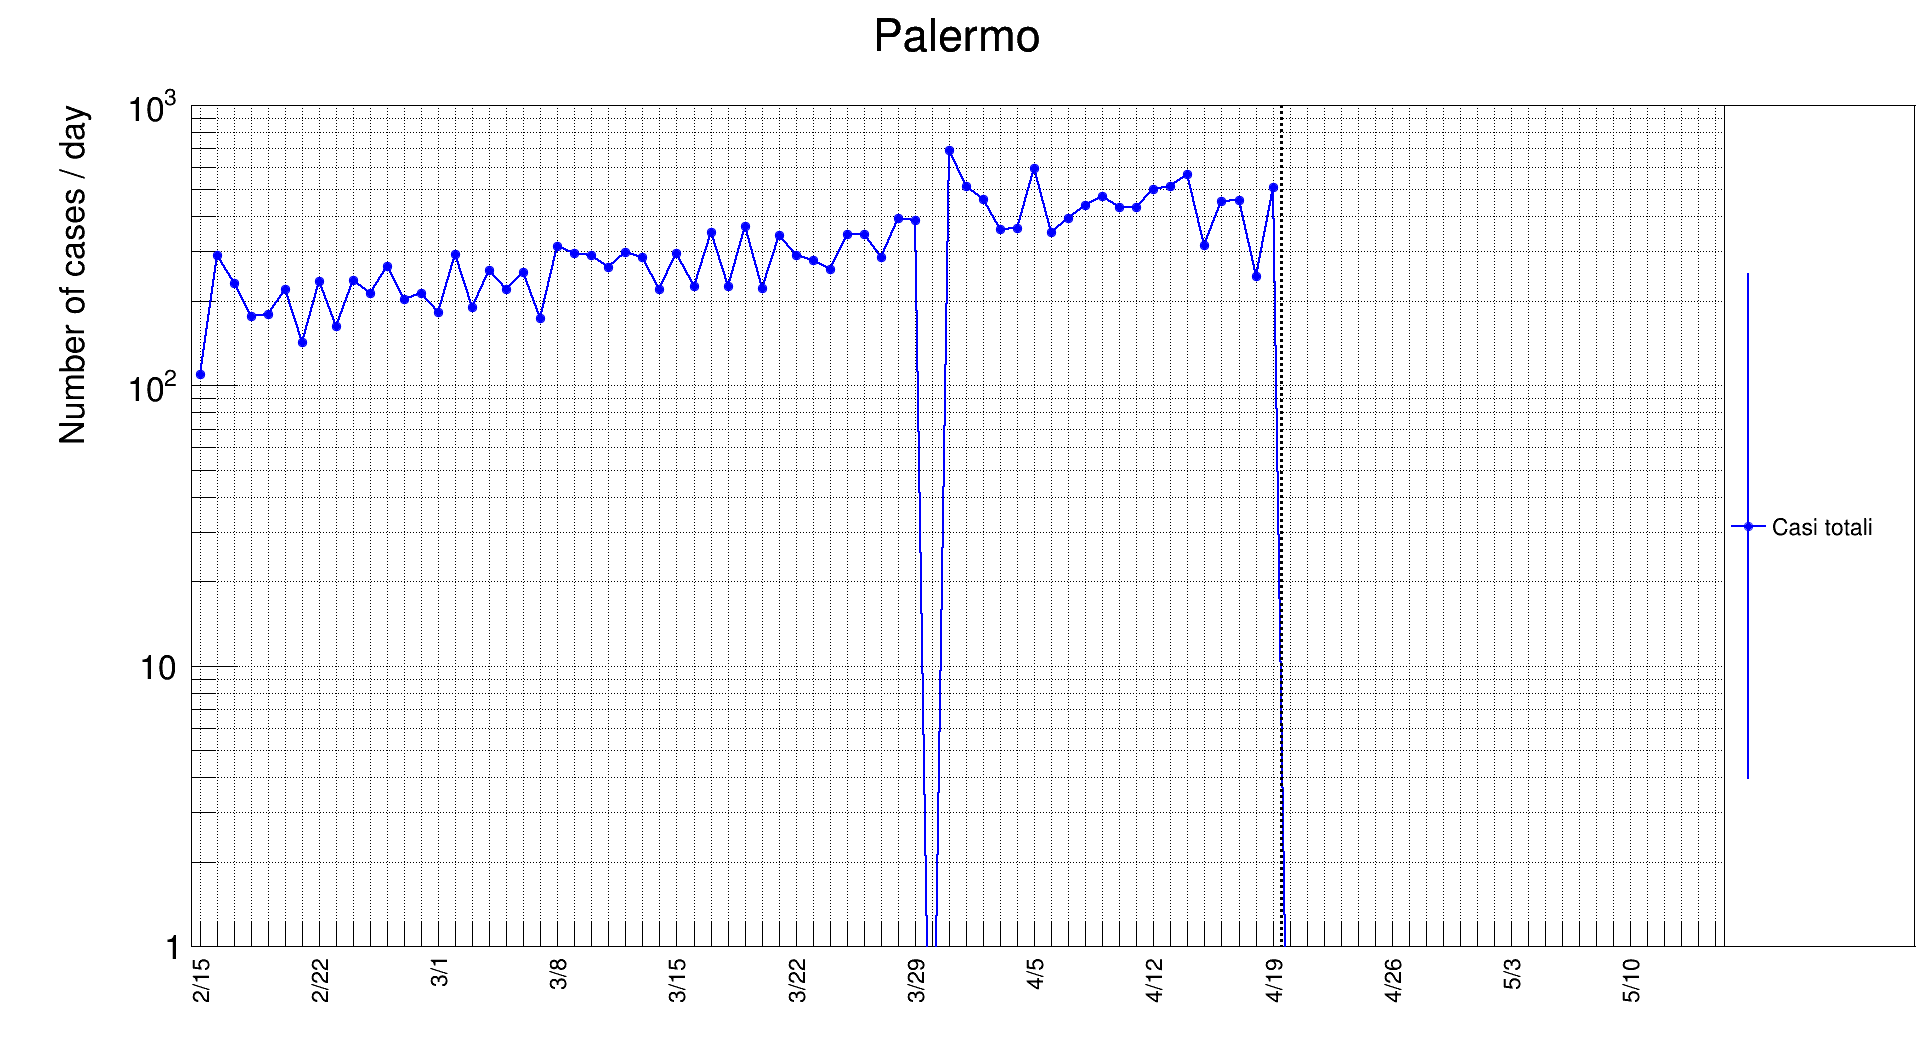 Palermo
Number of cases / day
10³
10²
10
1
2/15 2/22 3/1 3/8 3/15 3/22 3/29 4/5 4/12 4/19 4/26 5/3 5/10
Casi totali